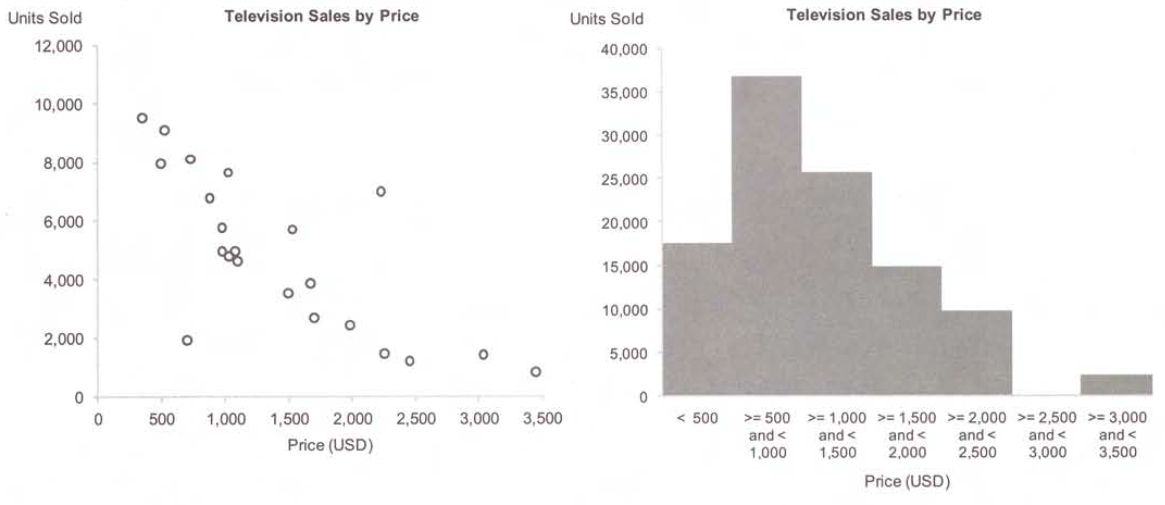 Television Sales by Price
Units Sold
12,000
10,000
8,000
6,000
4,000
2,000
0
0 500 1,000 1,500 2,000 2,500 3,000 3,500
Price (USD)
Television Sales by Price
Units Sold
40,000
35,000
30,000
25,000
20,000
15,000
10,000
5,000
0
< 500 >= 500 >= 1,000 >= 1,500 >= 2,000 >= 2,500 >= 3,000
and < and < and < and < and < and <
1,000 1,500 2,000 2,500 3,000 3,500
Price (USD)